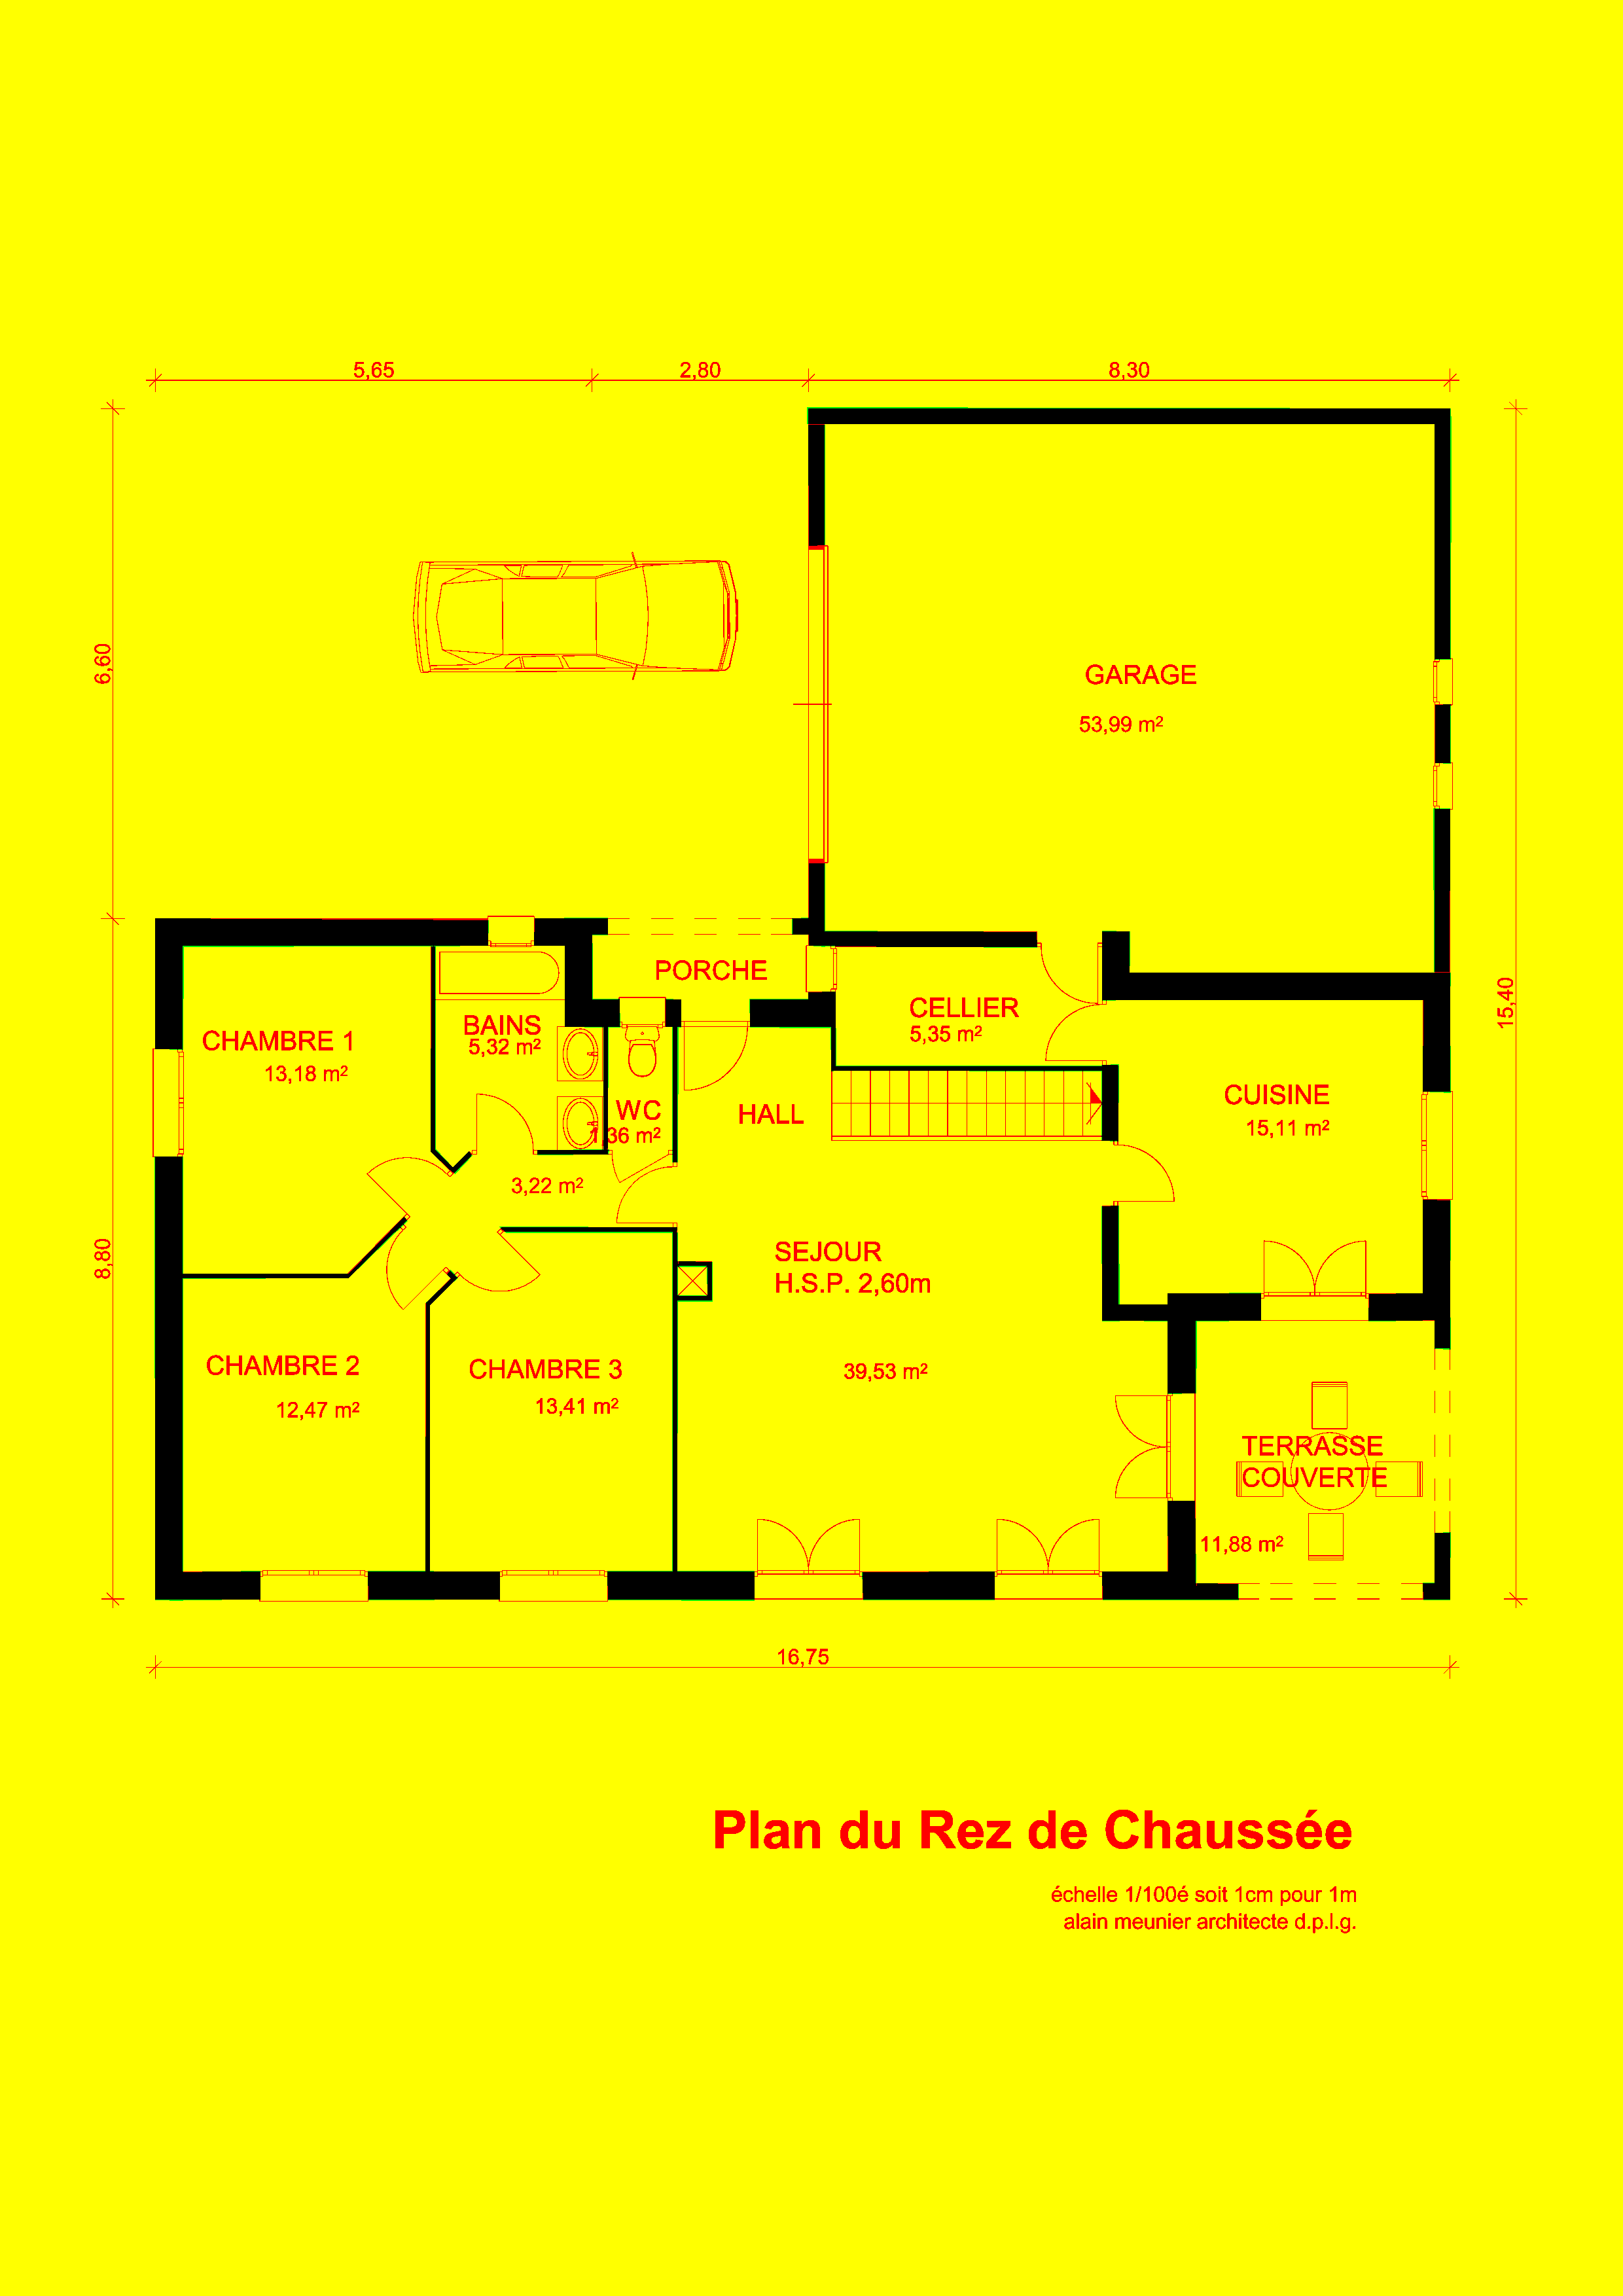 5,65
2,80
8,30
6,60
GARAGE
53,99 m²
PORCHE
CELLIER
5,35 m²
15,40
BAINS
5,32 m²
CHAMBRE 1
13,18 m²
WC
1,36 m²
HALL
CUISINE
15,11 m²
3,22 m²
8,80
SEJOUR
H.S.P. 2,60m
39,53 m²
CHAMBRE 2
12,47 m²
CHAMBRE 3
13,41 m²
TERRASSE
COUVERTE
11,88 m²
16,75
Plan du Rez de Chaussée
échelle 1/100é soit 1cm pour 1m
alain meunier architecte d.p.l.g.